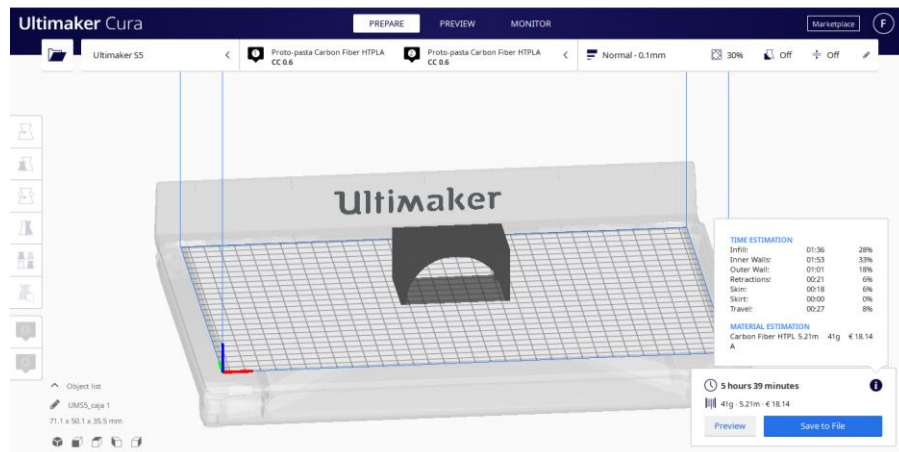 Ultimaker Cura
PREPARE PREVIEW MONITOR
Marketplace F
Ultimaker S5
1 Proto-pasta Carbon Fiber HTPLA
CC 0.6
2 Proto-pasta Carbon Fiber HTPLA
CC 0.6
Normal - 0.1mm
30% Off Off
Ultimaker
TIME ESTIMATION
Infill: 01:36 28%
Inner Walls: 01:53 33%
Outer Wall: 01:01 18%
Retractions: 00:21 6%
Skin: 00:18 6%
Skirt: 00:00 0%
Travel: 00:27 8%
MATERIAL ESTIMATION
Carbon Fiber HTPL 5.21m 41g € 18.14
A
Object list
UMS5_caja 1
71.1 x 50.1 x 35.5 mm
5 hours 39 minutes
41g · 5.21m · € 18.14
Preview Save to File